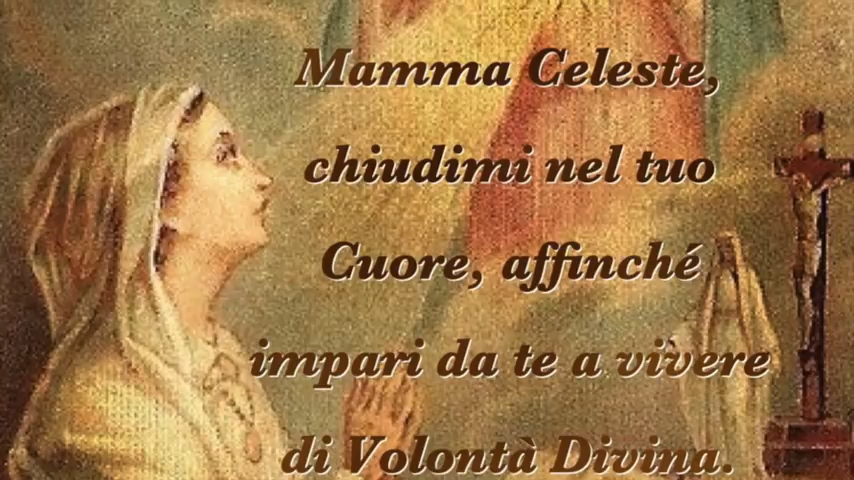 Mamma Celeste,
chiudimi nel tuo
Cuore, affinché
impari da te a vivere
di Volontà Divina.